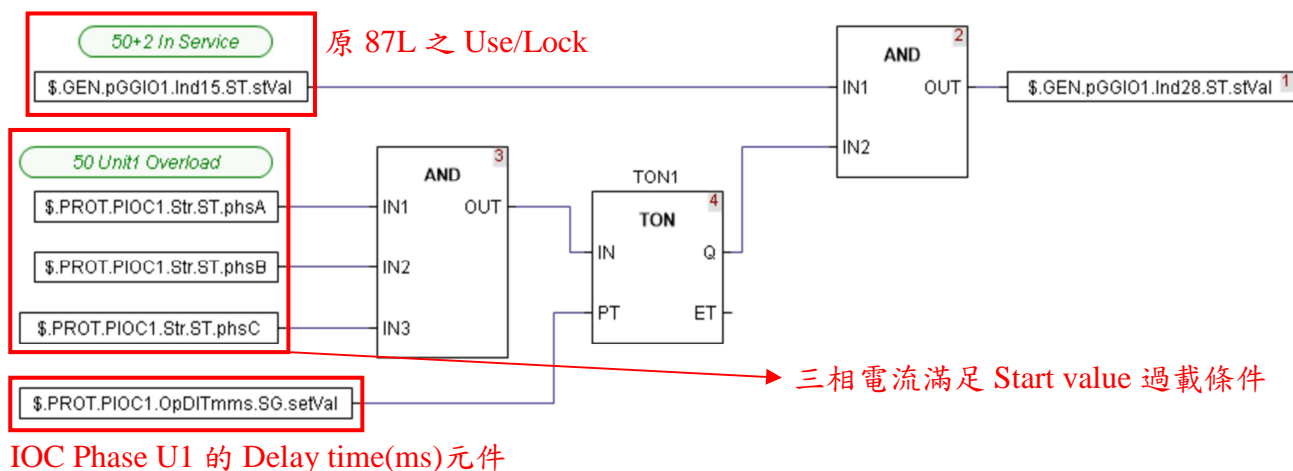 50+2 In Service
原 87L 之 Use/Lock
$.GEN.pGGIO1.Ind15.ST.stVal
AND
2
IN1
OUT
IN2
$.GEN.pGGIO1.Ind28.ST.stVal
1
50 Unit1 Overload
$.PROT.PIOC1.Str.ST.phsA
$.PROT.PIOC1.Str.ST.phsB
$.PROT.PIOC1.Str.ST.phsC
AND
3
IN1
OUT
IN2
IN3
TON1
TON
4
IN
Q
PT
ET
三相電流滿足 Start value 過載條件
$.PROT.PIOC1.OpDlTmms.SG.setVal
IOC Phase U1 的 Delay time(ms)元件